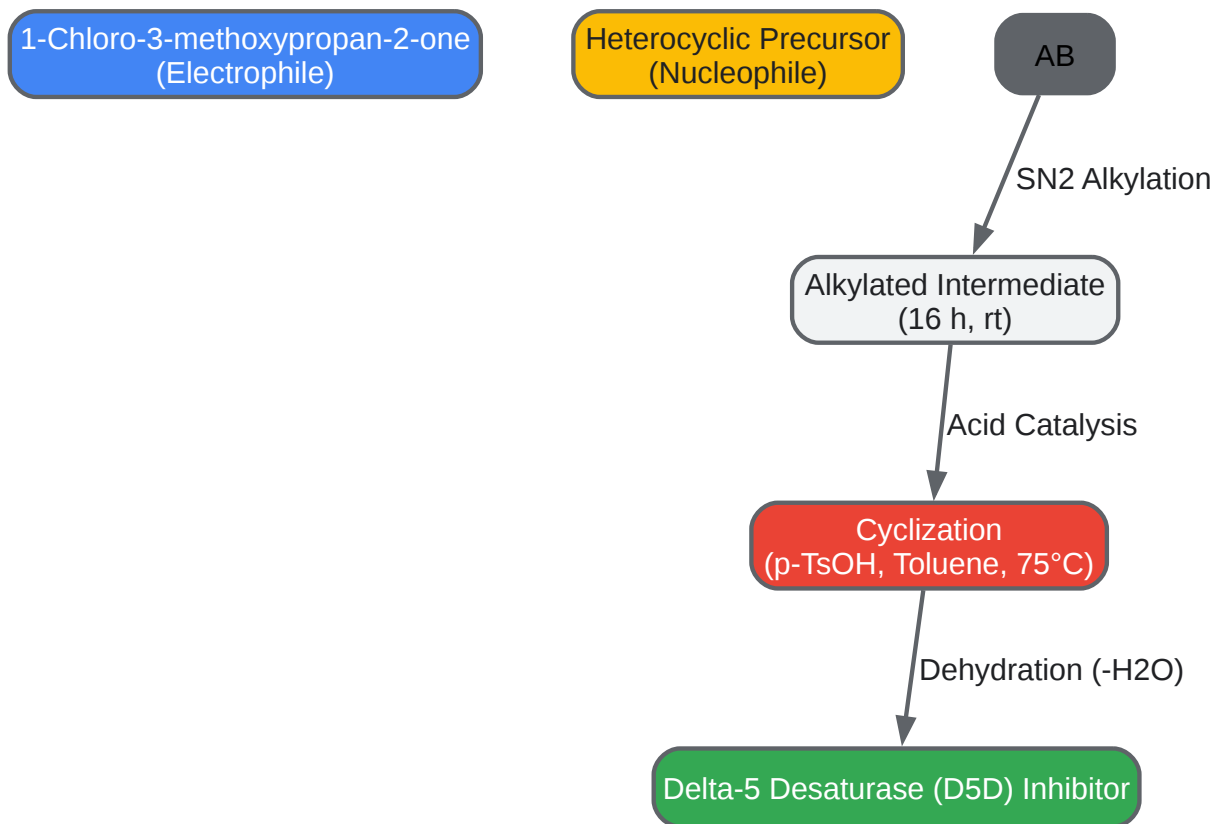 1-Chloro-3-methoxypropan-2-one
(Electrophile)
Heterocyclic Precursor
(Nucleophile)
AB
SN2 Alkylation
Alkylated Intermediate
(16 h, rt)
Acid Catalysis
Cyclization
(p-TsOH, Toluene, 75°C)
Dehydration (-H2O)
Delta-5 Desaturase (D5D) Inhibitor